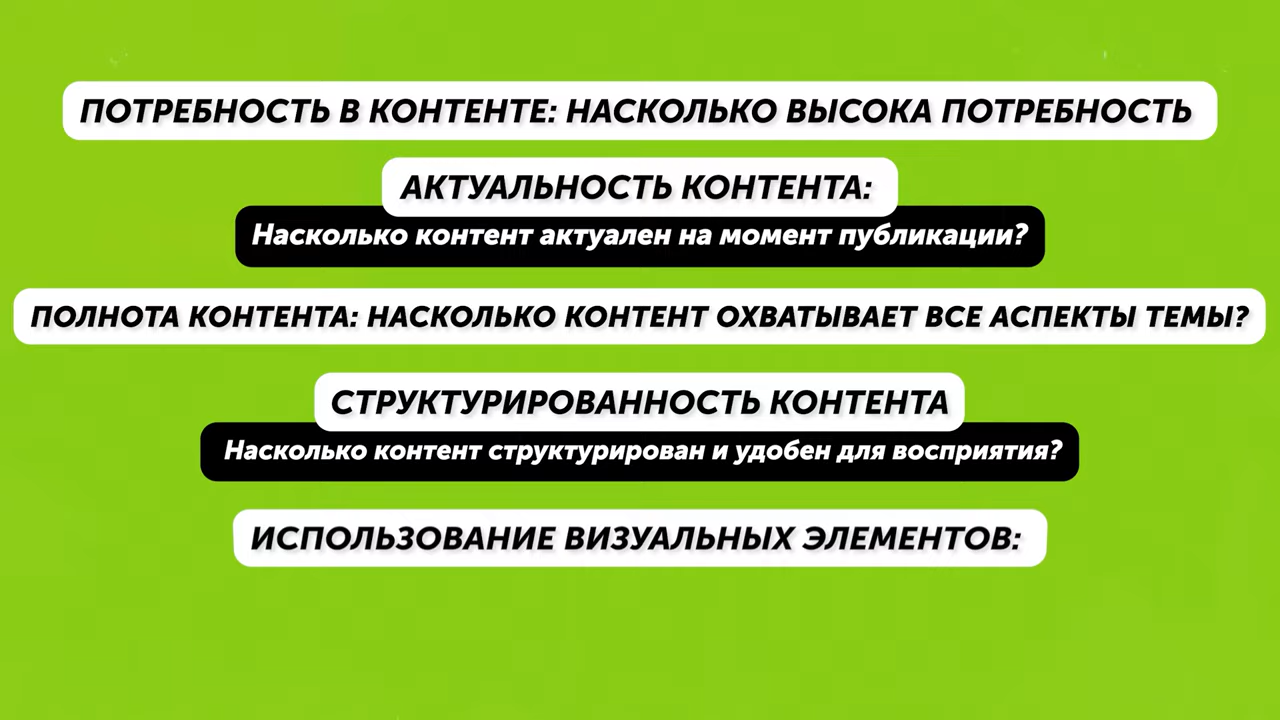 ПОТРЕБНОСТЬ В КОНТЕНТЕ: НАСКОЛЬКО ВЫСОКА ПОТРЕБНОСТЬ
АКТУАЛЬНОСТЬ КОНТЕНТА:
Насколько контент актуален на момент публикации?
ПОЛНОТА КОНТЕНТА: НАСКОЛЬКО КОНТЕНТ ОХВАТЫВАЕТ ВСЕ АСПЕКТЫ ТЕМЫ?
СТРУКТУРИРОВАННОСТЬ КОНТЕНТА
Насколько контент структурирован и удобен для восприятия?
ИСПОЛЬЗОВАНИЕ ВИЗУАЛЬНЫХ ЭЛЕМЕНТОВ: